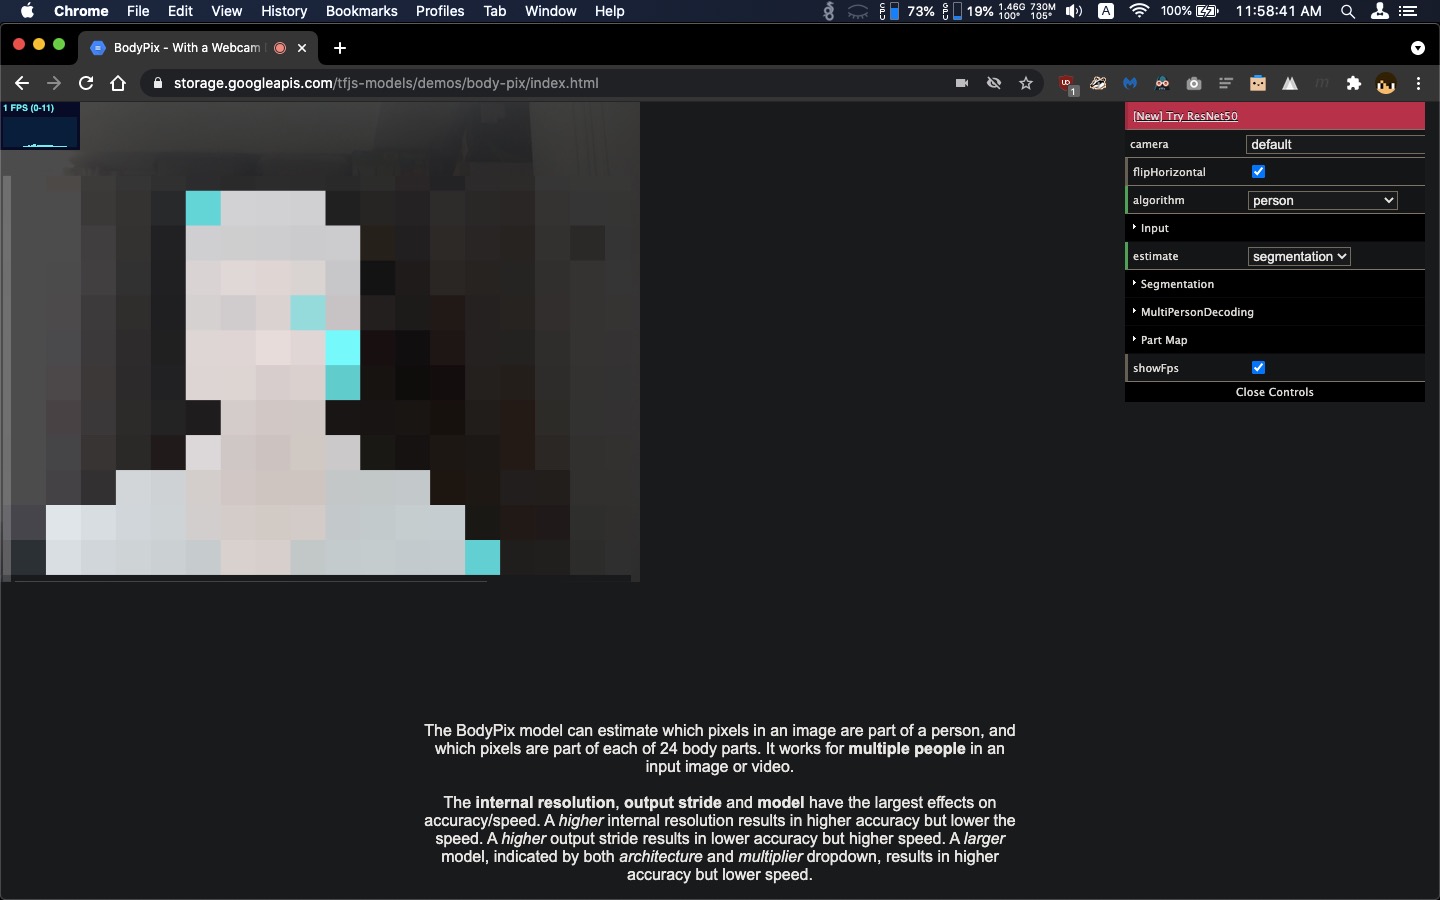 Chrome File Edit View History Bookmarks Profiles Tab Window Help CPU 73% GPU 19% 1.46G 730M 100° 105° A 100% 11:58:41 AM
BodyPix - With a Webcam
storage.googleapis.com/tfjs-models/demos/body-pix/index.html
1
1 FPS (0-11)
[New] Try ResNet50
camera default
flipHorizontal
algorithm person
Input
estimate segmentation
Segmentation
MultiPersonDecoding
Part Map
showFps
Close Controls
The BodyPix model can estimate which pixels in an image are part of a person, and
which pixels are part of each of 24 body parts. It works for multiple people in an
input image or video.
The internal resolution, output stride and model have the largest effects on
accuracy/speed. A higher internal resolution results in higher accuracy but lower the
speed. A higher output stride results in lower accuracy but higher speed. A larger
model, indicated by both architecture and multiplier dropdown, results in higher
accuracy but lower speed.